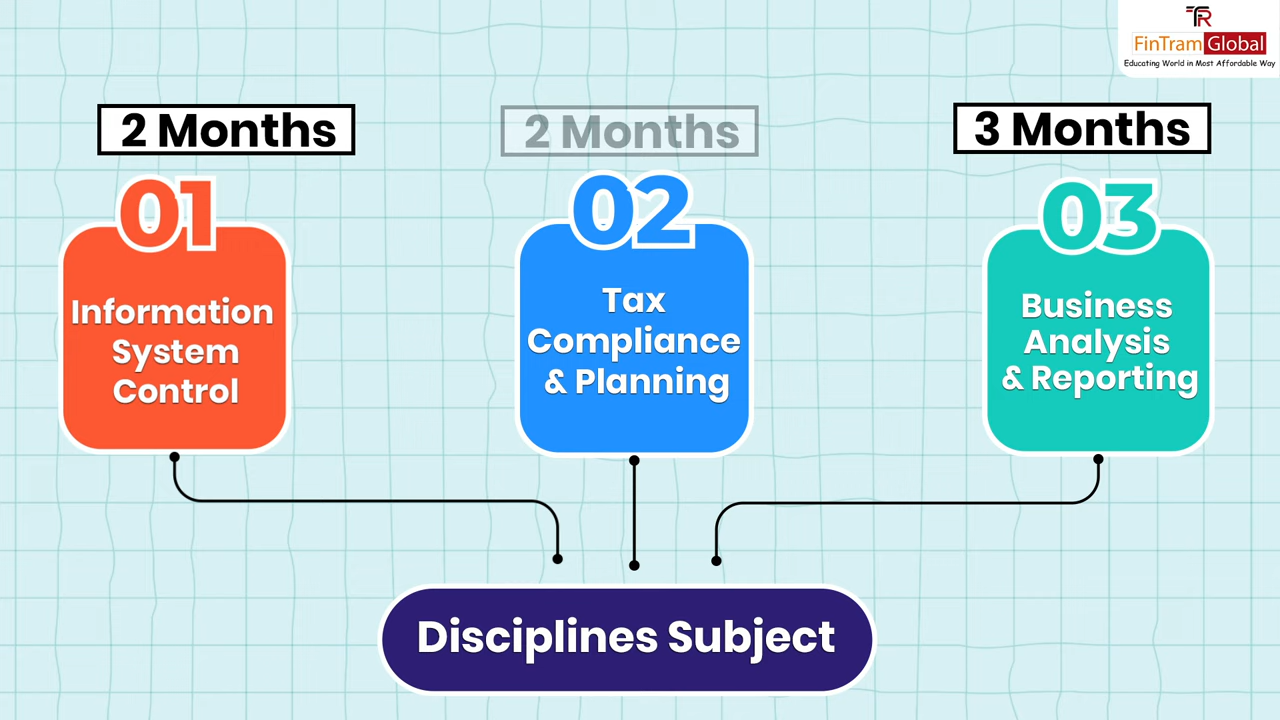 TR
FinTram Global
Educating World in Most Affordable Way
2 Months
2 Months
3 Months
01
02
03
Information
System
Control
Tax
Compliance
& Planning
Business
Analysis
& Reporting
Disciplines Subject